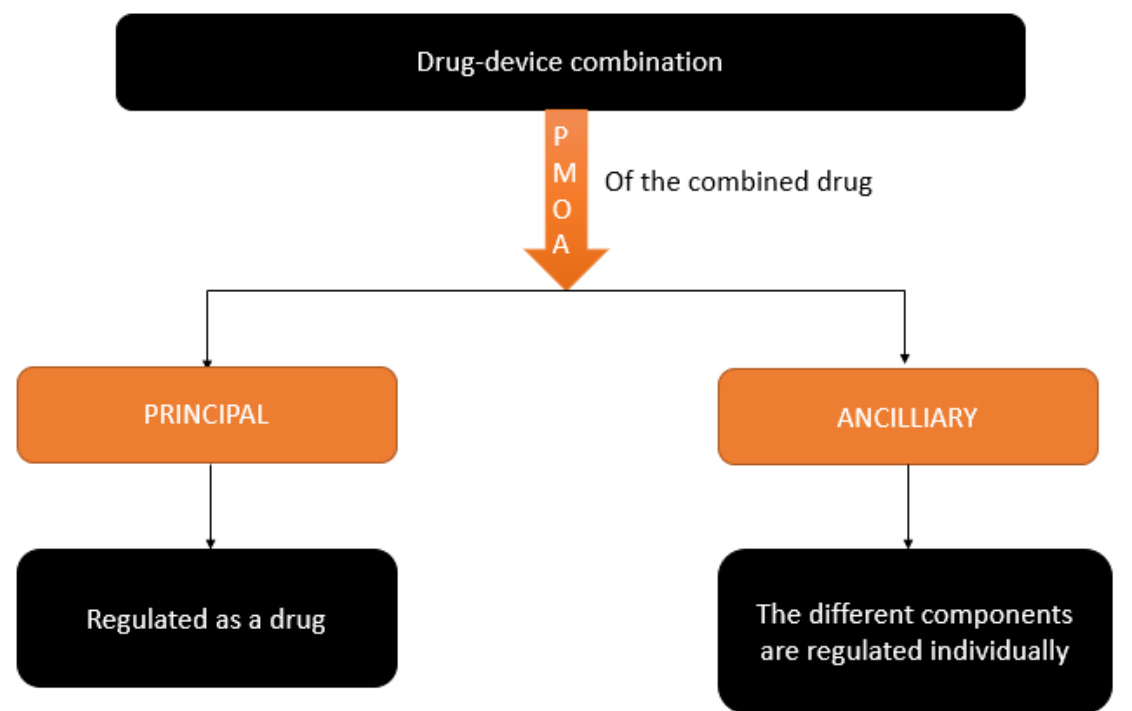 Drug-device combination
P
M
O
A
Of the combined drug
PRINCIPAL
ANCILLIARY
Regulated as a drug
The different components
are regulated individually